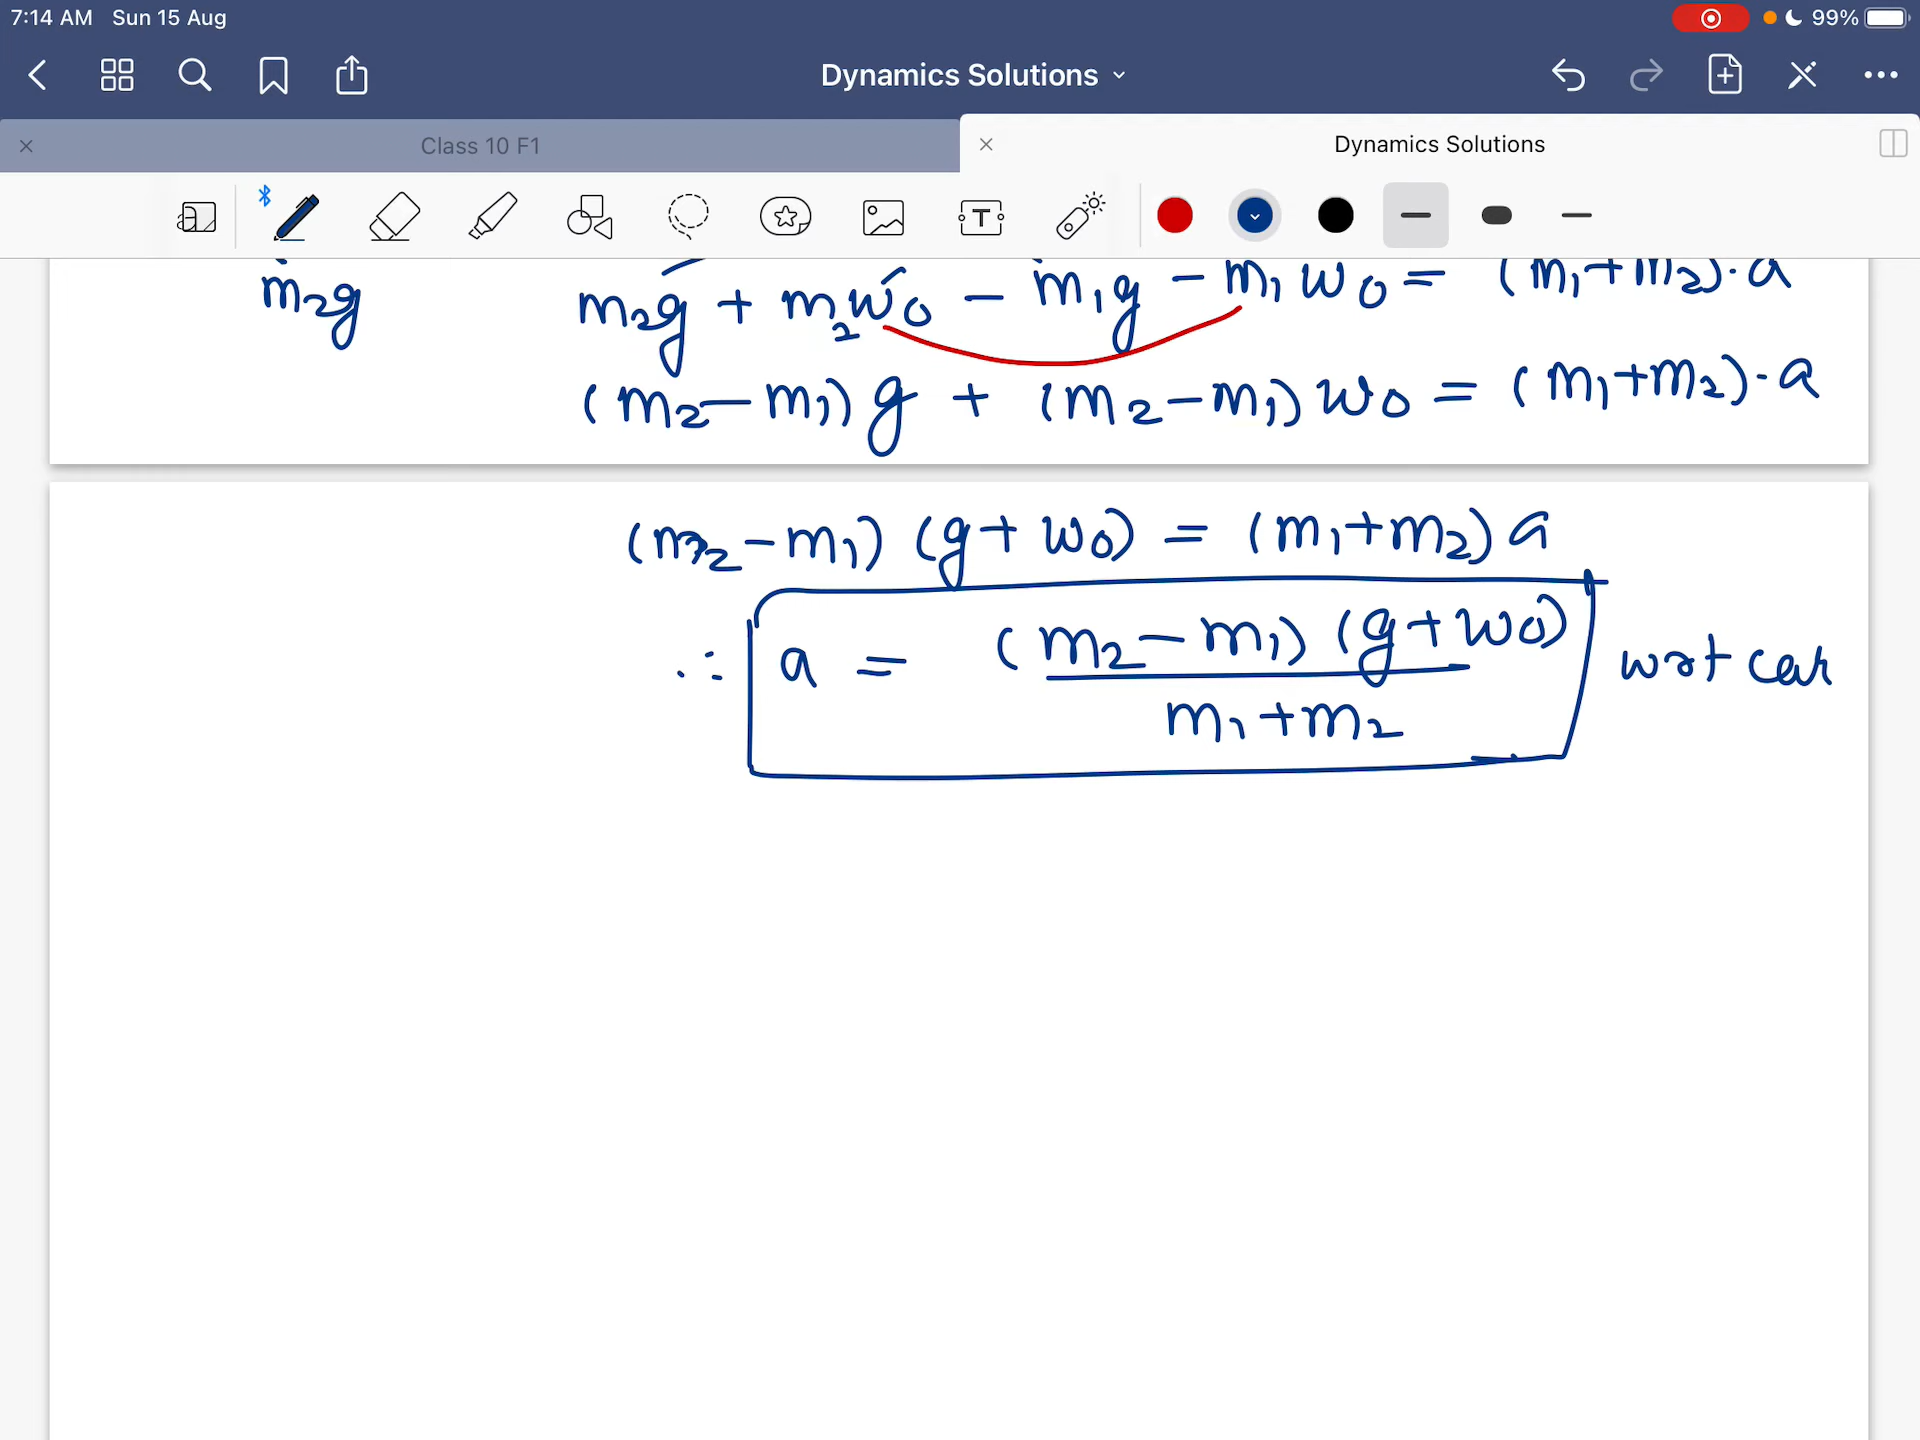 7:14 AM Sun 15 Aug 99%
Dynamics Solutions
Class 10 F1
Dynamics Solutions
m₂g
m₂g + m₂w₀ − m₁g − m₁w₀ = (m₁+m₂)·a
(m₂−m₁)g + (m₂−m₁)w₀ = (m₁+m₂)·a
(m₂−m₁)(g+w₀) = (m₁+m₂)a
∴ a = (m₂−m₁)(g+w₀) wrt car
m₁+m₂